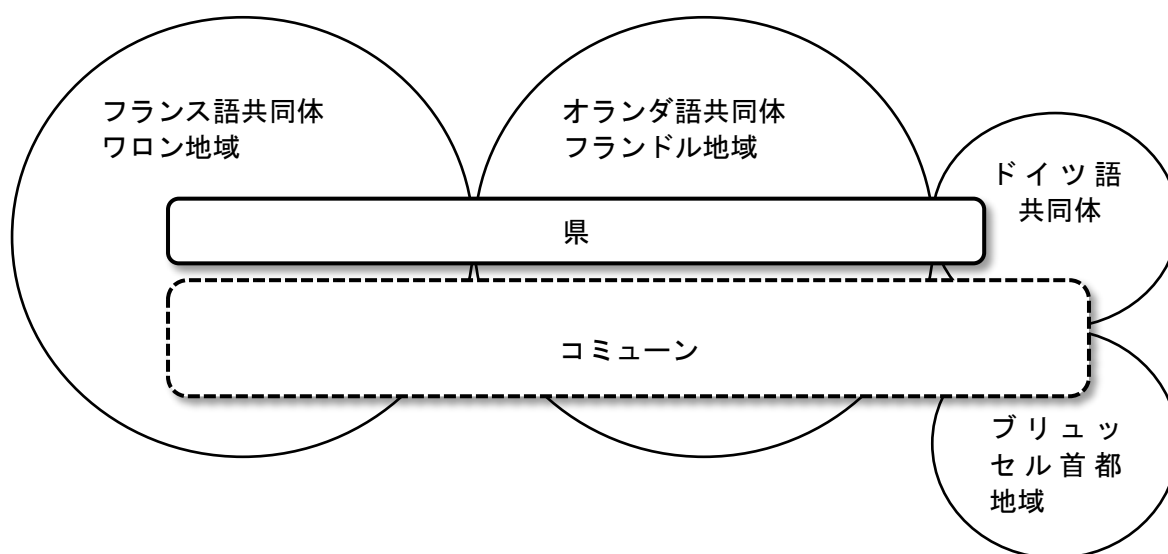 フランス語共同体
ワロン地域
オランダ語共同体
フランドル地域
ドイツ語
共同体
県
コミューン
ブリュッ
セル首都
地域